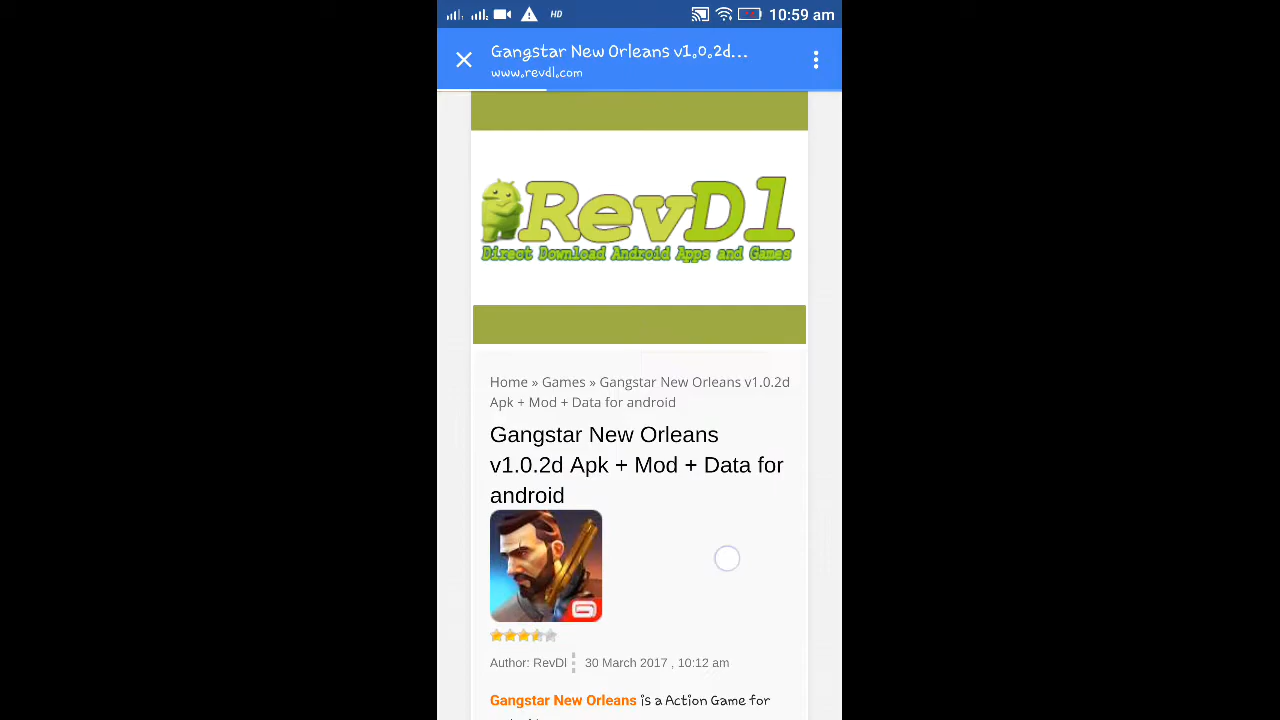 HD 10:59 am
Gangstar New Orleans v1.0.2d...
www.revdl.com
RevDl
Direct Download Android Apps and Games
Home » Games » Gangstar New Orleans v1.0.2d
Apk + Mod + Data for android
Gangstar New Orleans
v1.0.2d Apk + Mod + Data for
android
Author: RevDl 30 March 2017 , 10:12 am
Gangstar New Orleans is a Action Game for